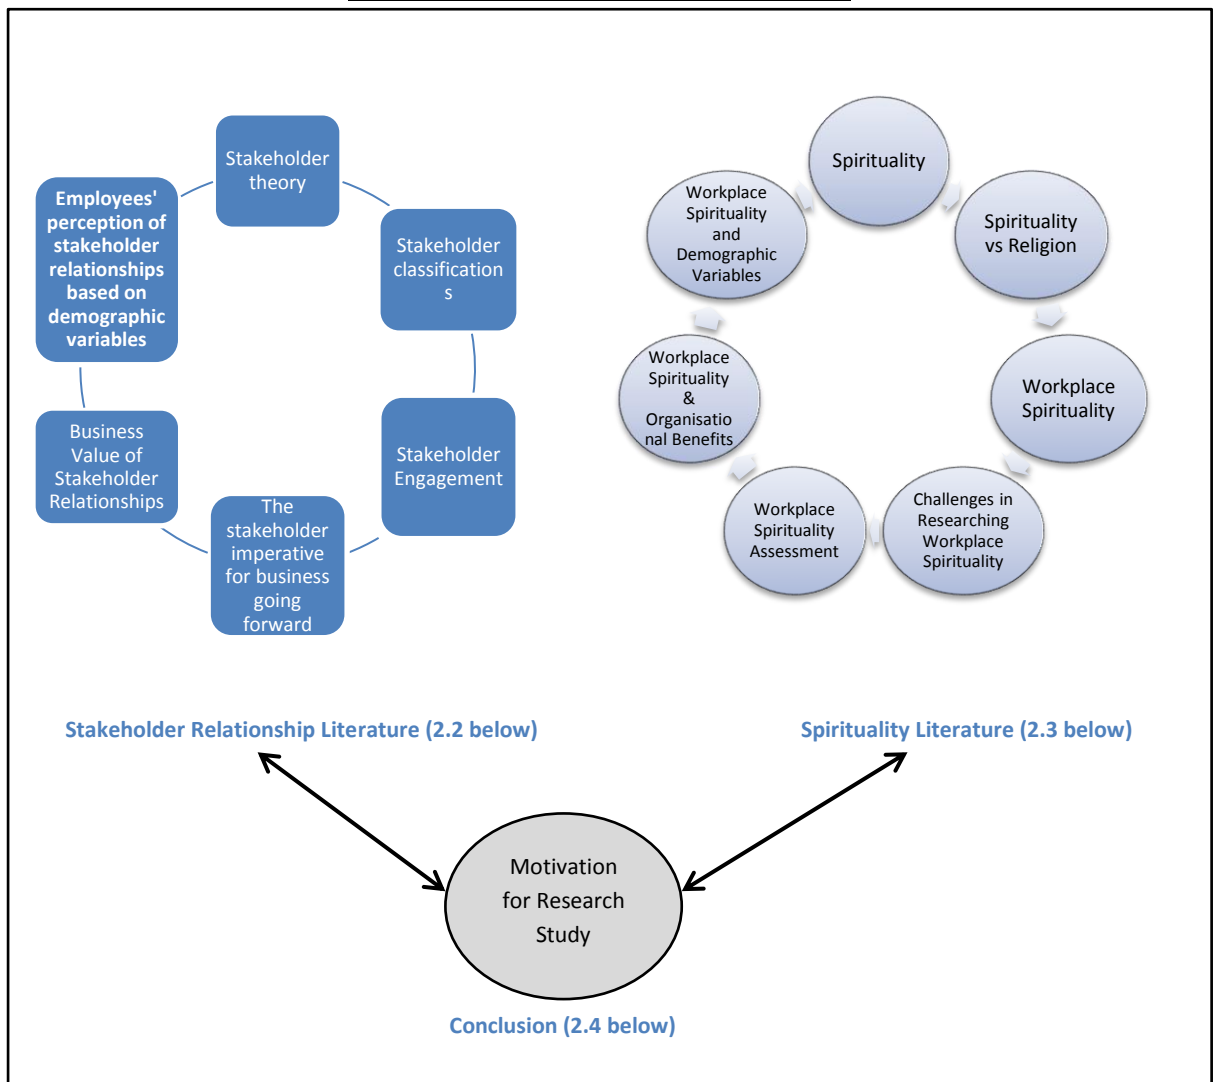 Stakeholder
theory
Stakeholder
classification
s
Stakeholder
Engagement
The
stakeholder
imperative
for business
going
forward
Business
Value of
Stakeholder
Relationships
Employees'
perception of
stakeholder
relationships
based on
demographic
variables
Spirituality
Spirituality
vs Religion
Workplace
Spirituality
Challenges in
Researching
Workplace
Spirituality
Workplace
Spirituality
Assessment
Workplace
Spirituality
&
Organisatio
nal Benefits
Workplace
Spirituality
and
Demographic
Variables
Stakeholder Relationship Literature (2.2 below)
Spirituality Literature (2.3 below)
Motivation
for Research
Study
Conclusion (2.4 below)